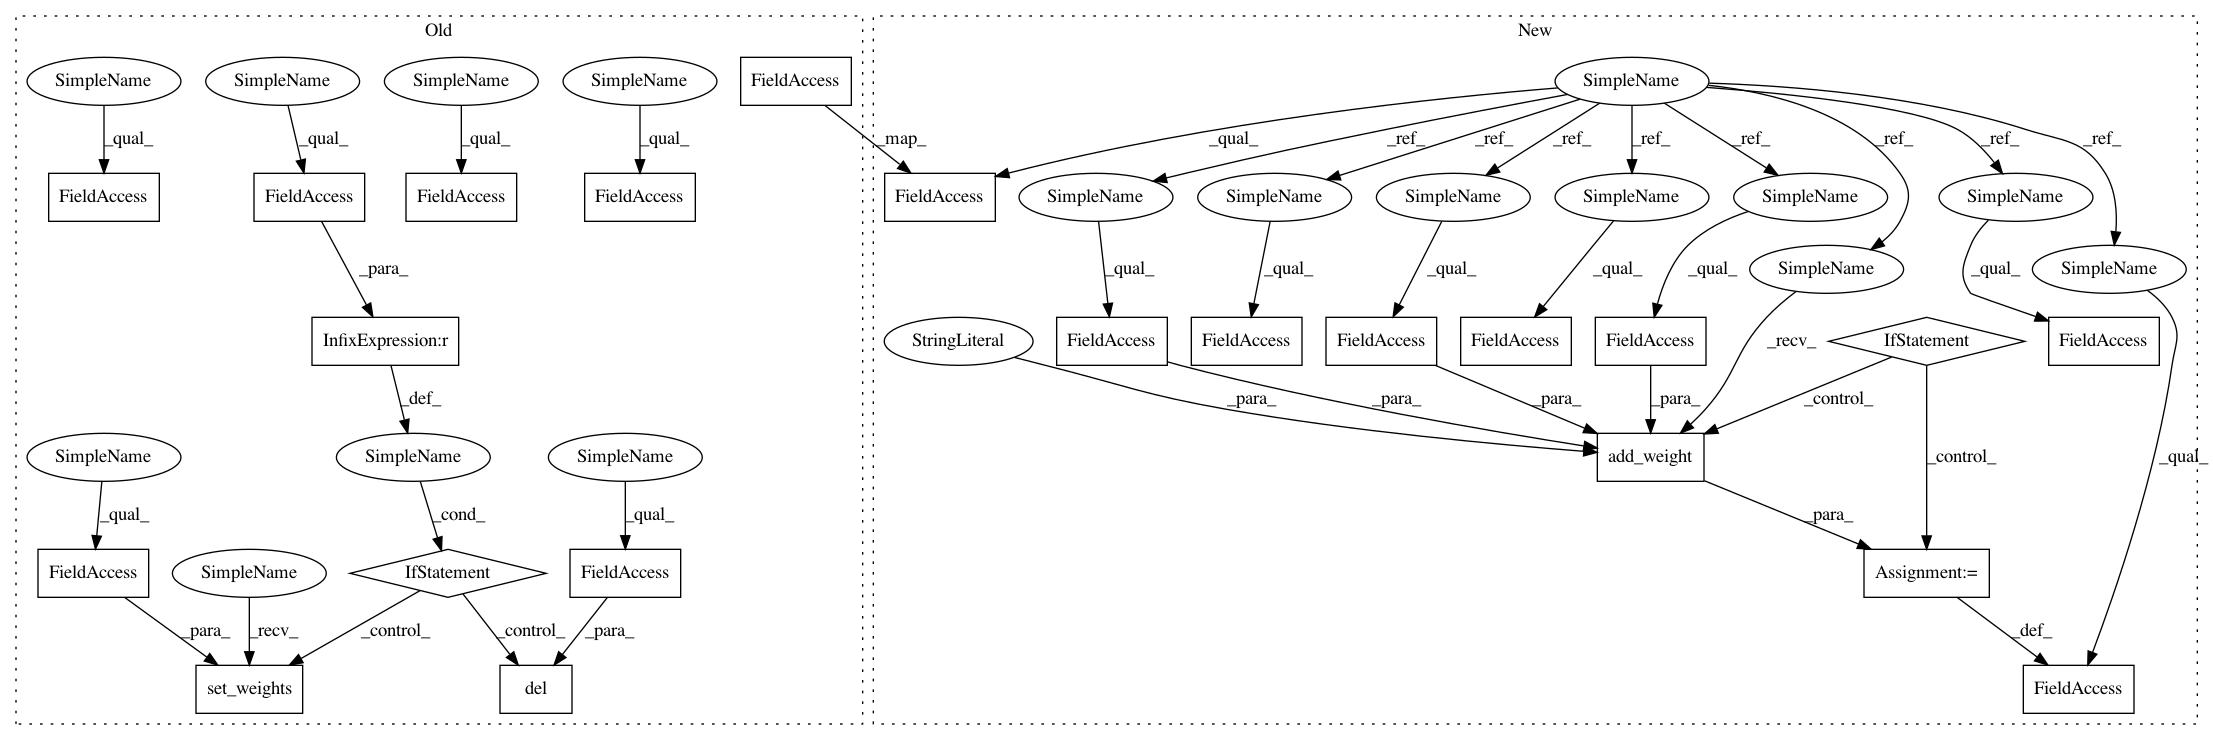 Old
New
SimpleName
SimpleName
SimpleName
SimpleName
FieldAccess
SimpleName
_qual_
_qual_
_qual_
_qual_
_map_
_qual_
_ref_
_ref_
_ref_
_ref_
_ref_
_ref_
_ref_
_ref_
FieldAccess
FieldAccess
FieldAccess
FieldAccess
FieldAccess
SimpleName
SimpleName
SimpleName
SimpleName
SimpleName
SimpleName
_para_
_qual_
_qual_
_qual_
_qual_
_qual_
SimpleName
_qual_
SimpleName
InfixExpression:r
StringLiteral
FieldAccess
FieldAccess
FieldAccess
FieldAccess
FieldAccess
_recv_
IfStatement
FieldAccess
_def_
_para_
_para_
_para_
_para_
_control_
SimpleName
SimpleName
SimpleName
add_weight
_control_
_qual_
_qual_
_cond_
_qual_
_para_
FieldAccess
SimpleName
IfStatement
FieldAccess
Assignment:=
_para_
_recv_
_control_
_control_
_para_
_def_
set_weights
del
FieldAccess